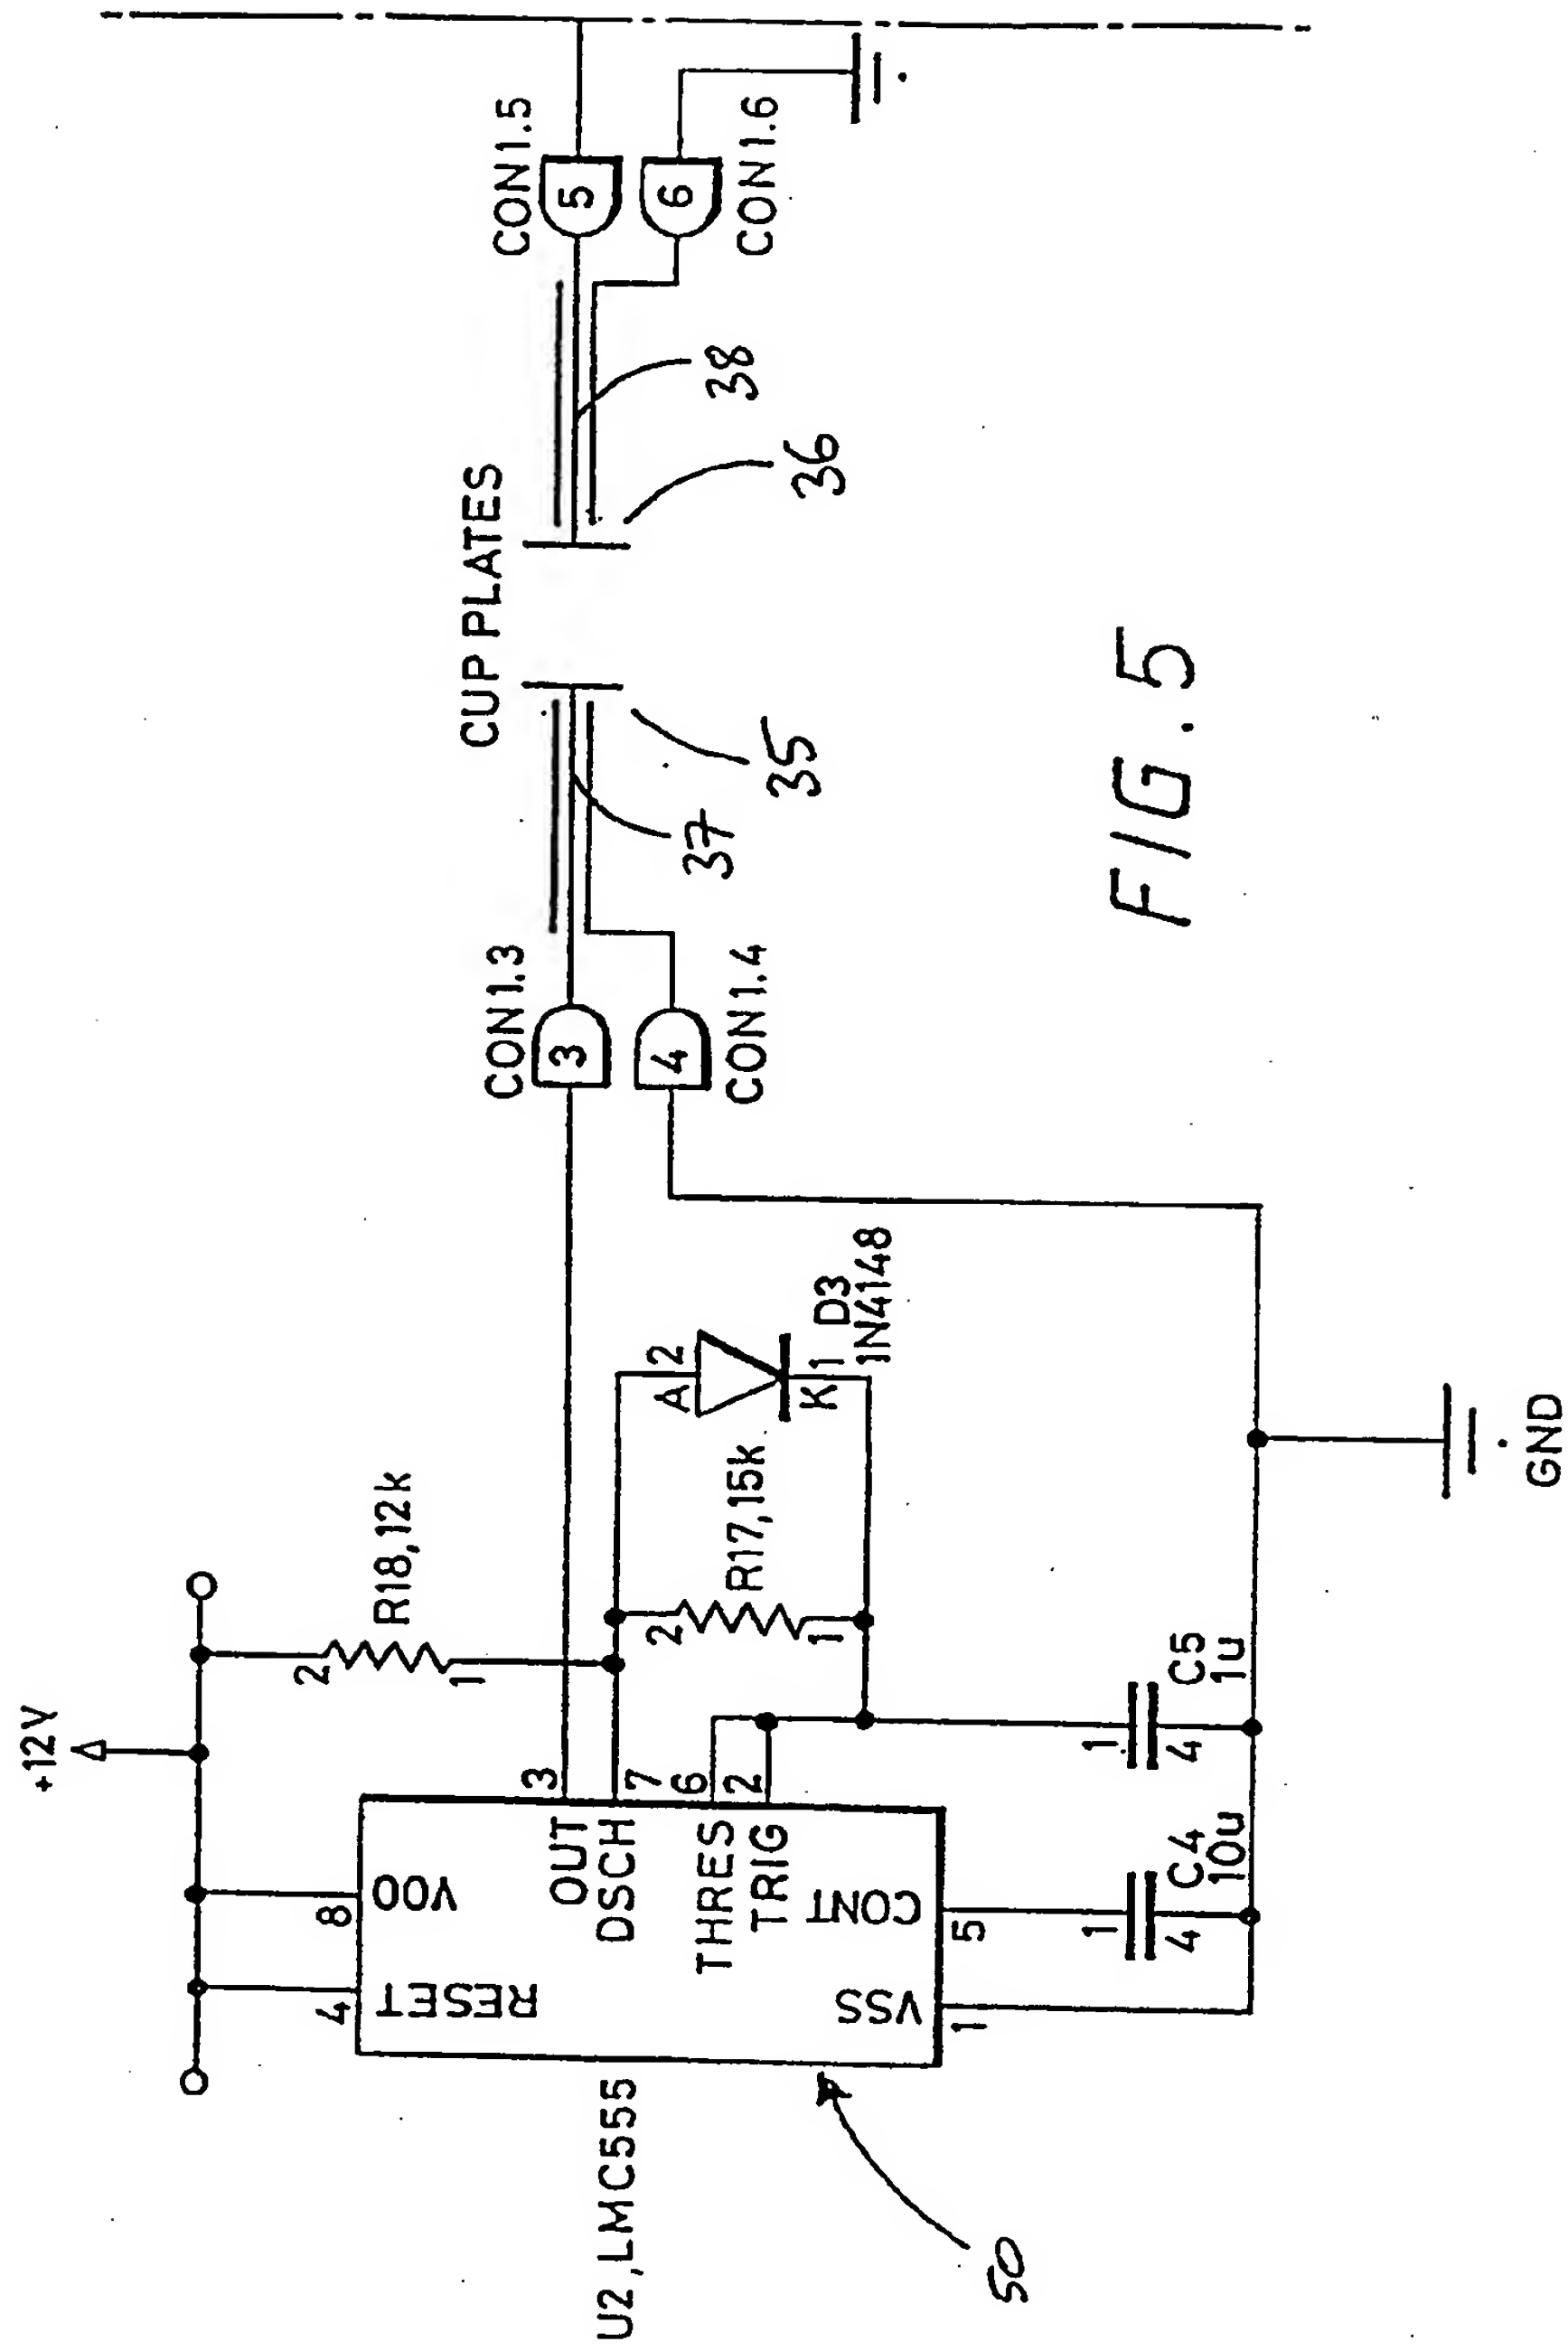 +12V
R18,12k
2
1
8
4
VOO
RESET
U2,LMC555
50
OUT
DSCH
THRES
TRIG
CONT
VSS
3
7
6
2
5
1
R17,15k
2
1
A 2
K 1
D3
1N4148
C4
10u
1
4
C5
1u
1
4
GND
CON1.3
3
4
CON1.4
CUP PLATES
37
35
36
38
CON1.5
5
6
CON1.6
FIG.5